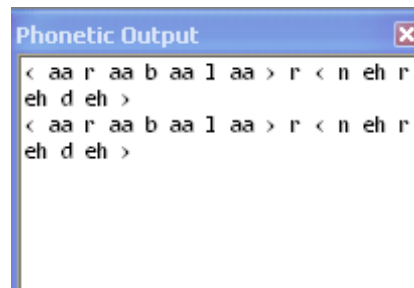 Phonetic Output
< aa r aa b aa l aa > r < n eh r
eh d eh >
< aa r aa b aa l aa > r < n eh r
eh d eh >